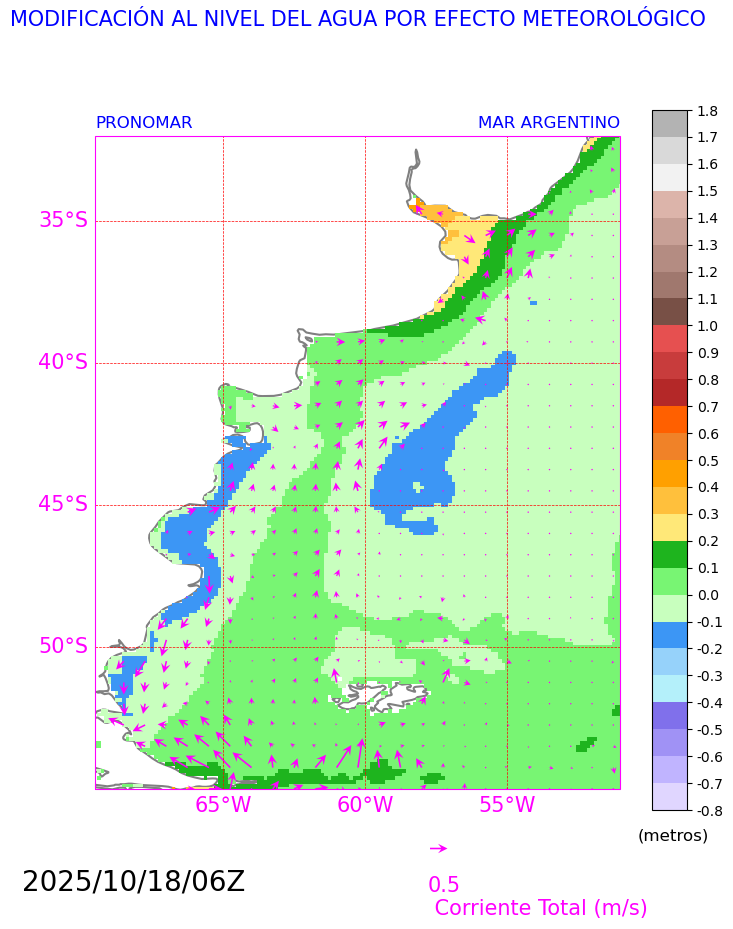 MODIFICACIÓN AL NIVEL DEL AGUA POR EFECTO METEOROLÓGICO
PRONOMAR
MAR ARGENTINO
35°S
40°S
45°S
50°S
65°W
60°W
55°W
1.8
1.7
1.6
1.5
1.4
1.3
1.2
1.1
1.0
0.9
0.8
0.7
0.6
0.5
0.4
0.3
0.2
0.1
0.0
-0.1
-0.2
-0.3
-0.4
-0.5
-0.6
-0.7
-0.8
(metros)
2025/10/18/06Z
0.5
Corriente Total (m/s)